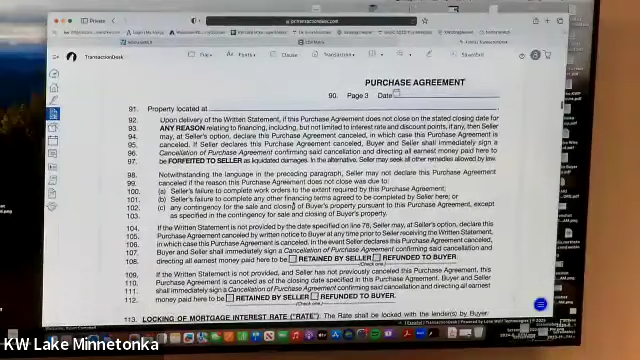 Private
TransactionDesk
Fonts
Clause
PURCHASE AGREEMENT
90. Page 3 Date
91. Property located at
92. Upon delivery of the Written Statement, if this Purchase Agreement does not close on the stated closing date for
93. ANY REASON relating to financing, including, but not limited to interest rate and discount points, if any, then Seller
94. may, at Seller's option, declare this Purchase Agreement canceled, in which case this Purchase Agreement is
95. canceled. If Seller declares this Purchase Agreement canceled, Buyer and Seller shall immediately sign a
96. Cancellation of Purchase Agreement confirming said cancellation and directing all earnest money paid here to
97. be FORFEITED TO SELLER as liquidated damages. In the alternative, Seller may seek all other remedies allowed by law.
98. Notwithstanding the language in the preceding paragraph, Seller may not declare this Purchase Agreement
99. canceled if the reason this Purchase Agreement does not close was due to:
100. (a) Seller's failure to complete work orders to the extent required by this Purchase Agreement;
101. (b) Seller's failure to complete any other financing terms agreed to be completed by Seller here; or
102. (c) any contingency for the sale and closing of Buyer's property pursuant to this Purchase Agreement, except
103. as specified in the contingency for sale and closing of Buyer's property.
104. If the Written Statement is not provided by the date specified on line 78, Seller may, at Seller's option, declare this
105. Purchase Agreement canceled by written notice to Buyer at any time prior to Seller receiving the Written Statement,
106. in which case this Purchase Agreement is canceled. In the event Seller declares this Purchase Agreement canceled,
107. Buyer and Seller shall immediately sign a Cancellation of Purchase Agreement confirming said cancellation and
108. directing all earnest money paid here to be RETAINED BY SELLER REFUNDED TO BUYER.
(Check one.)
109. If the Written Statement is not provided, and Seller has not previously canceled this Purchase Agreement, this
110. Purchase Agreement is canceled as of the closing date specified in this Purchase Agreement. Buyer and Seller
111. shall immediately sign a Cancellation of Purchase Agreement confirming said cancellation and directing all earnest
112. money paid here to be RETAINED BY SELLER REFUNDED TO BUYER.
(Check one.)
113. LOCKING OF MORTGAGE INTEREST RATE ("RATE"): The Rate shall be locked with the lender(s) by Buyer
KW Lake Minnetonka